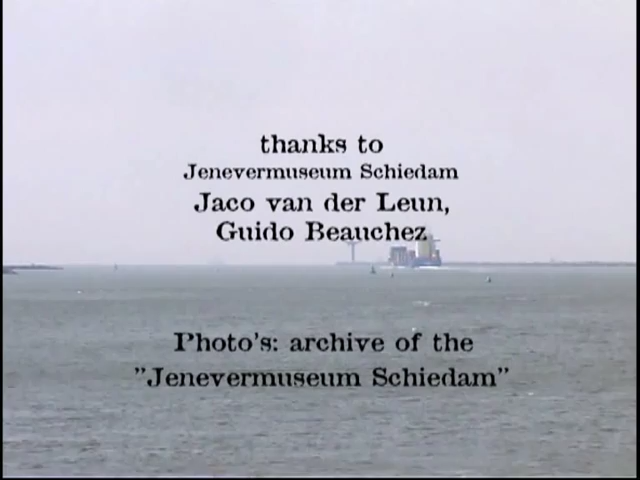 thanks to
Jenevermuseum Schiedam
Jaco van der Leun,
Guido Beauchez
Photo's: archive of the
"Jenevermuseum Schiedam"